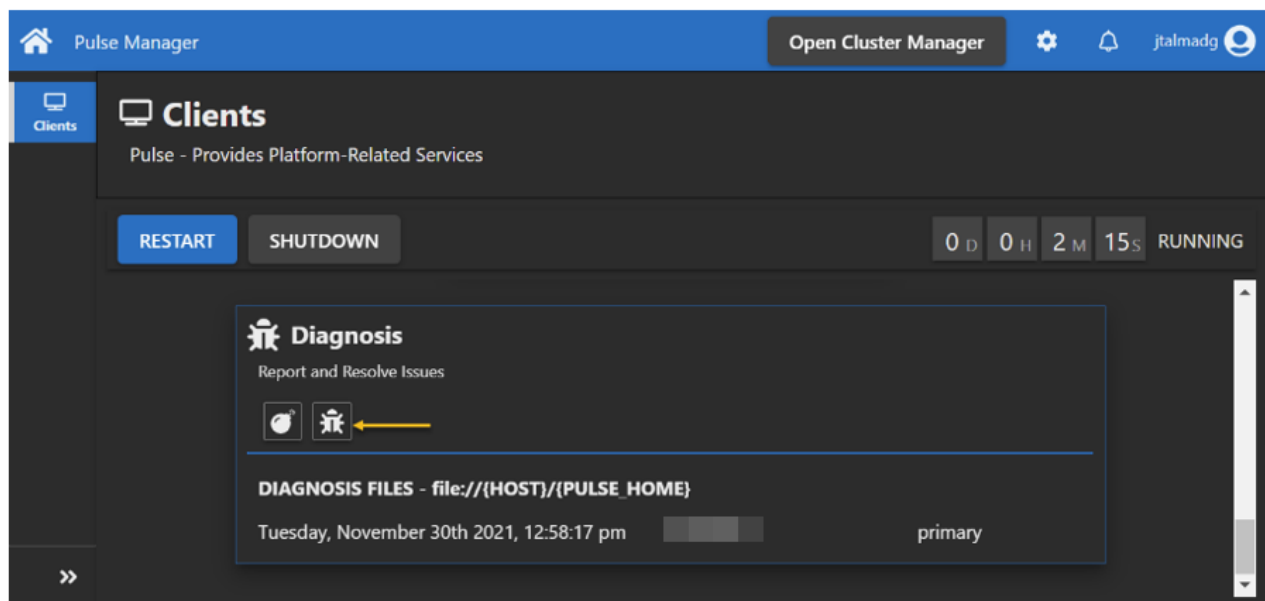 Pulse Manager
Open Cluster Manager
jtalmadg
Clients
Clients
Pulse - Provides Platform-Related Services
RESTART
SHUTDOWN
0 D 0 H 2 M 15 S RUNNING
Diagnosis
Report and Resolve Issues
DIAGNOSIS FILES - file://{HOST}/{PULSE_HOME}
Tuesday, November 30th 2021, 12:58:17 pm primary